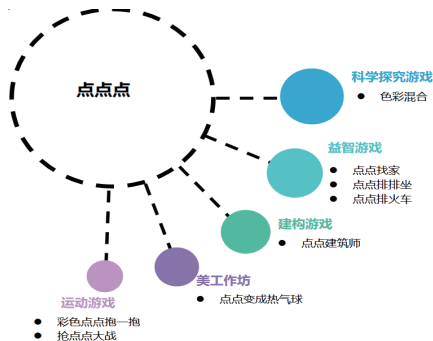 点点点
科学探究游戏
● 色彩混合
益智游戏
● 点点找家
● 点点排排坐
● 点点排火车
建构游戏
● 点点建筑师
美工作坊
● 点点变成热气球
运动游戏
● 彩色点点抱一抱
● 抢点点大战